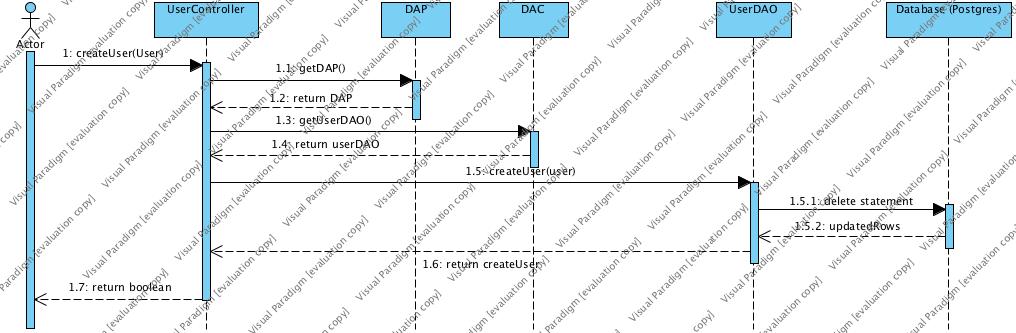 UserController
DAP
DAC
UserDAO
Database (Postgres)
Actor
1: createUser(User)
1.1: getDAP()
1.2: return DAP
1.3: getUserDAO()
1.4: return userDAO
1.5: createUser(user)
1.5.1: delete statement
1.5.2: updatedRows
1.6: return createUser
1.7: return boolean
Visual Paradigm [evaluation copy]